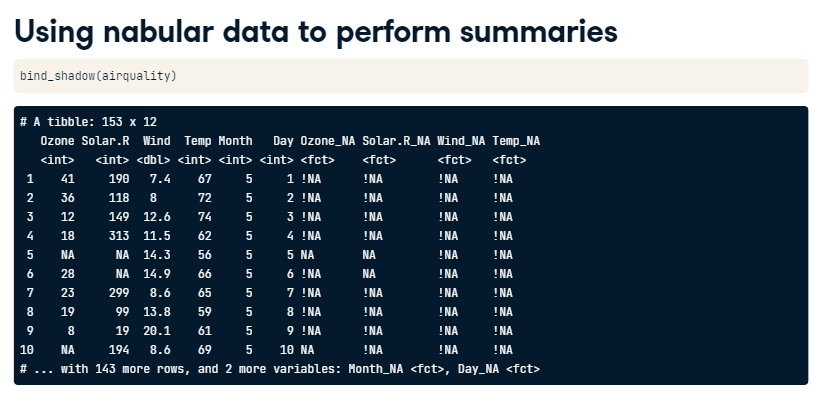 Using nabular data to perform summaries
bind_shadow(airquality)
# A tibble: 153 x 12
   Ozone Solar.R  Wind  Temp Month   Day Ozone_NA Solar.R_NA Wind_NA Temp_NA
   <int>   <int> <dbl> <int> <int> <int> <fct>    <fct>      <fct>   <fct>
 1    41     190   7.4    67     5     1 !NA      !NA        !NA     !NA
 2    36     118   8      72     5     2 !NA      !NA        !NA     !NA
 3    12     149  12.6    74     5     3 !NA      !NA        !NA     !NA
 4    18     313  11.5    62     5     4 !NA      !NA        !NA     !NA
 5    NA      NA  14.3    56     5     5 NA       NA         !NA     !NA
 6    28      NA  14.9    66     5     6 !NA      NA         !NA     !NA
 7    23     299   8.6    65     5     7 !NA      !NA        !NA     !NA
 8    19      99  13.8    59     5     8 !NA      !NA        !NA     !NA
 9     8      19  20.1    61     5     9 !NA      !NA        !NA     !NA
10    NA     194   8.6    69     5    10 NA       !NA        !NA     !NA
# ... with 143 more rows, and 2 more variables: Month_NA <fct>, Day_NA <fct>